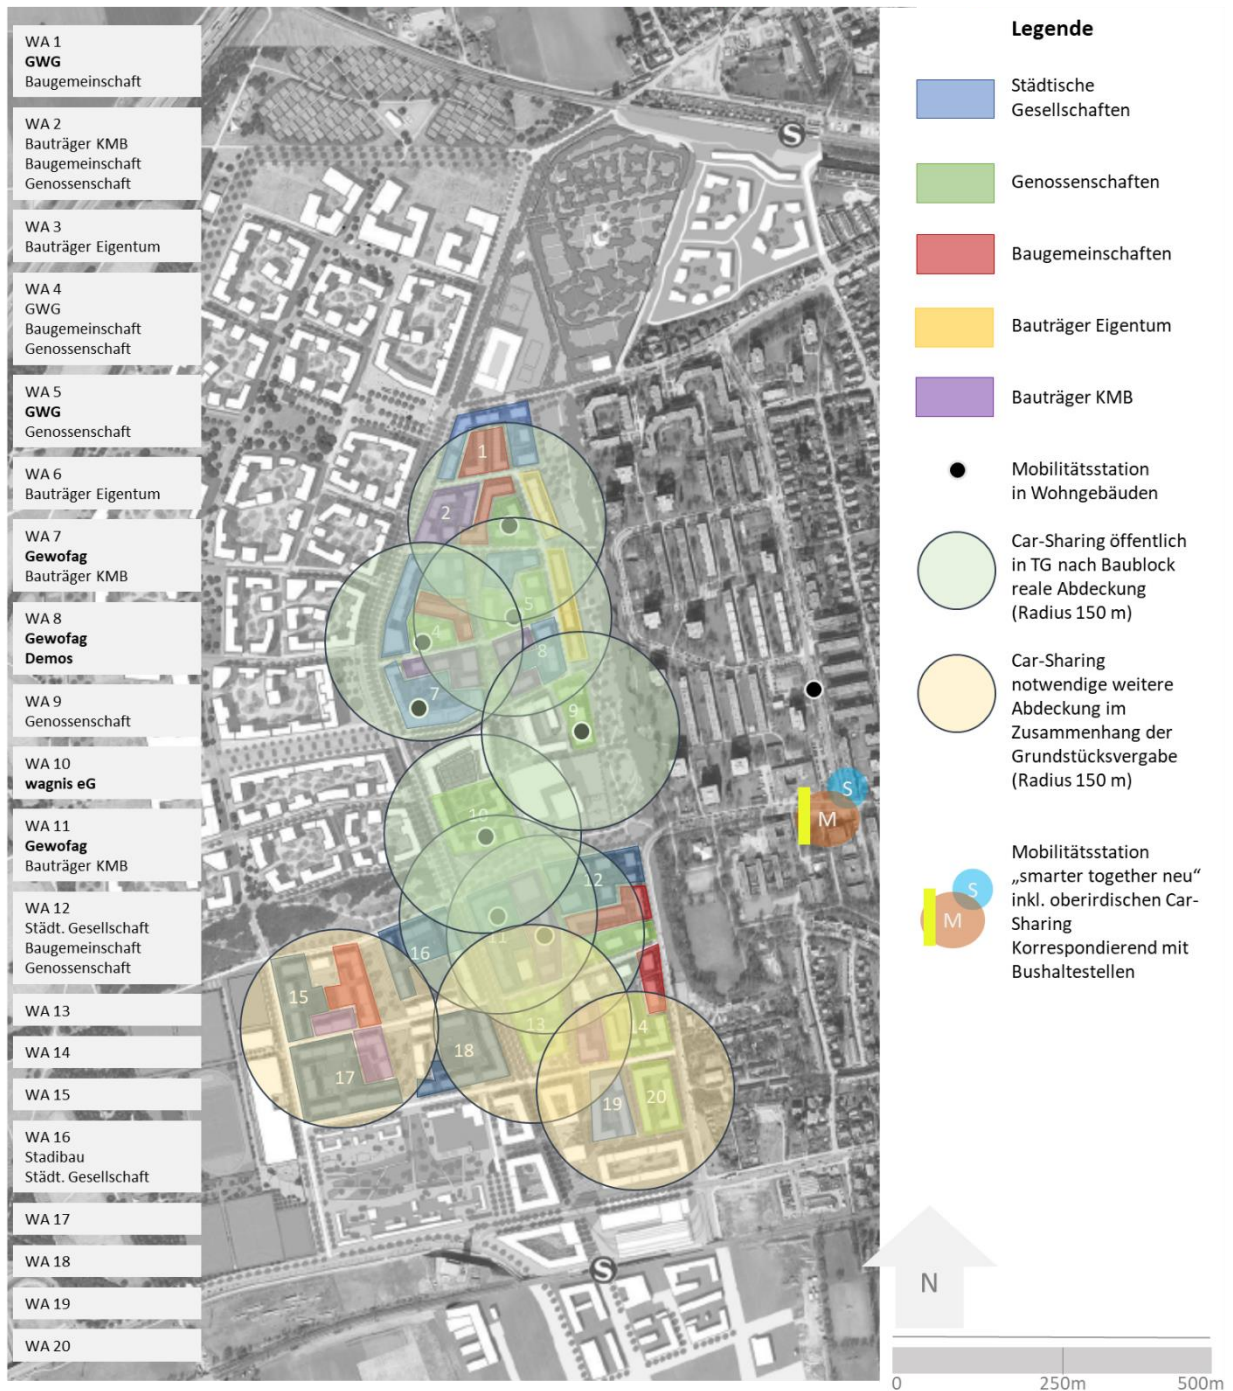 WA 1
GWG
Baugemeinschaft
WA 2
Bauträger KMB
Baugemeinschaft
Genossenschaft
WA 3
Bauträger Eigentum
WA 4
GWG
Baugemeinschaft
Genossenschaft
WA 5
GWG
Genossenschaft
WA 6
Bauträger Eigentum
WA 7
Gewofag
Bauträger KMB
WA 8
Gewofag
Demos
WA 9
Genossenschaft
WA 10
wagnis eG
WA 11
Gewofag
Bauträger KMB
WA 12
Städt. Gesellschaft
Baugemeinschaft
Genossenschaft
WA 13
WA 14
WA 15
WA 16
Stadibau
Städt. Gesellschaft
WA 17
WA 18
WA 19
WA 20
S
1
2
5
4
8
7
9
10
12
11
16
15
13
14
18
17
19
20
S
S
M
Legende
Städtische
Gesellschaften
Genossenschaften
Baugemeinschaften
Bauträger Eigentum
Bauträger KMB
Mobilitätsstation
in Wohngebäuden
Car-Sharing öffentlich
in TG nach Baublock
reale Abdeckung
(Radius 150 m)
Car-Sharing
notwendige weitere
Abdeckung im
Zusammenhang der
Grundstücksvergabe
(Radius 150 m)
S
M
Mobilitätsstation
„smarter together neu“
inkl. oberirdischen Car-
Sharing
Korrespondierend mit
Bushaltestellen
N
0 250m 500m